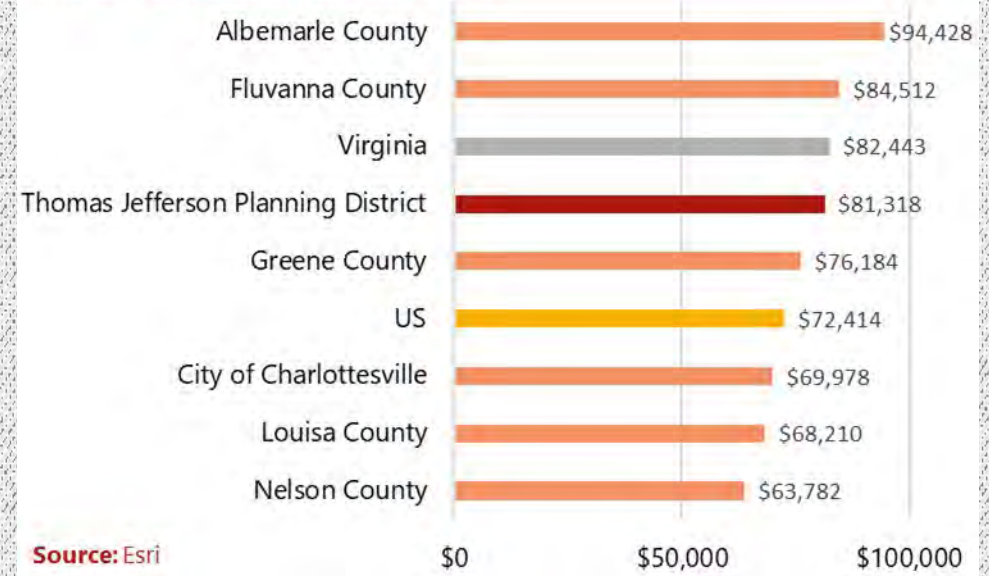 Albemarle County $94,428
Fluvanna County $84,512
Virginia $82,443
Thomas Jefferson Planning District $81,318
Greene County $76,184
US $72,414
City of Charlottesville $69,978
Louisa County $68,210
Nelson County $63,782
$0 $50,000 $100,000
Source: Esri